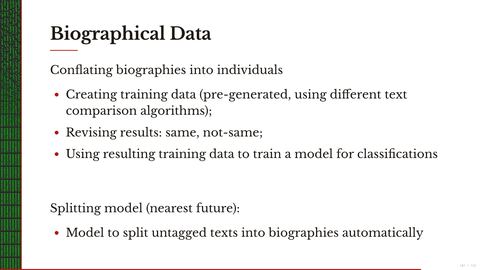 Biographical Data
Conflating biographies into individuals
• Creating training data (pre-generated, using different text
comparison algorithms);
• Revising results: same, not-same;
• Using resulting training data to train a model for classifications
Splitting model (nearest future):
• Model to split untagged texts into biographies automatically